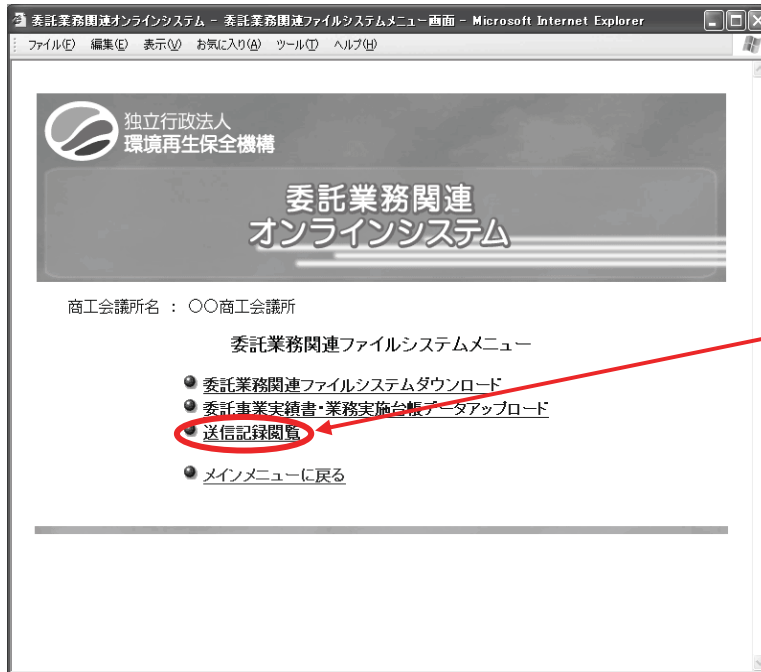 委託業務関連オンラインシステム - 委託業務関連ファイルシステムメニュー画面 - Microsoft Internet Explorer
ファイル(F) 編集(E) 表示(V) お気に入り(A) ツール(T) ヘルプ(H)
独立行政法人
環境再生保全機構
委託業務関連
オンラインシステム
商工会議所名 : 〇〇商工会議所
委託業務関連ファイルシステムメニュー
委託業務関連ファイルシステムダウンロード
委託事業実績書・業務実施台帳データアップロード
送信記録閲覧
メインメニューに戻る